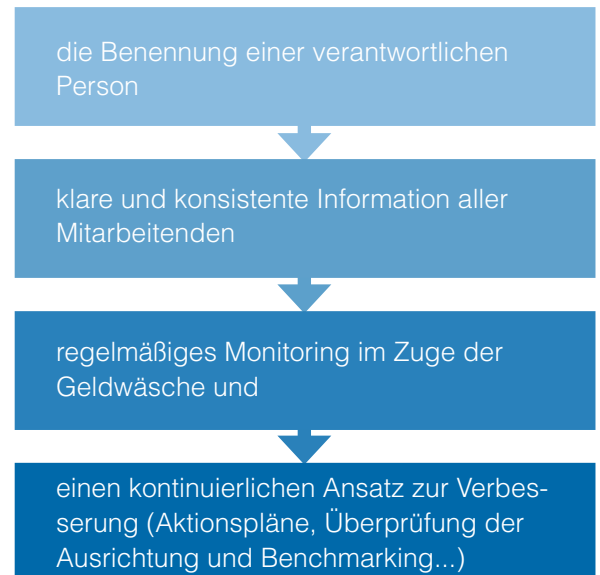 die Benennung einer verantwortlichen
Person
klare und konsistente Information aller
Mitarbeitenden
regelmäßiges Monitoring im Zuge der
Geldwäsche und
einen kontinuierlichen Ansatz zur Verbes-
serung (Aktionspläne, Überprüfung der
Ausrichtung und Benchmarking...)